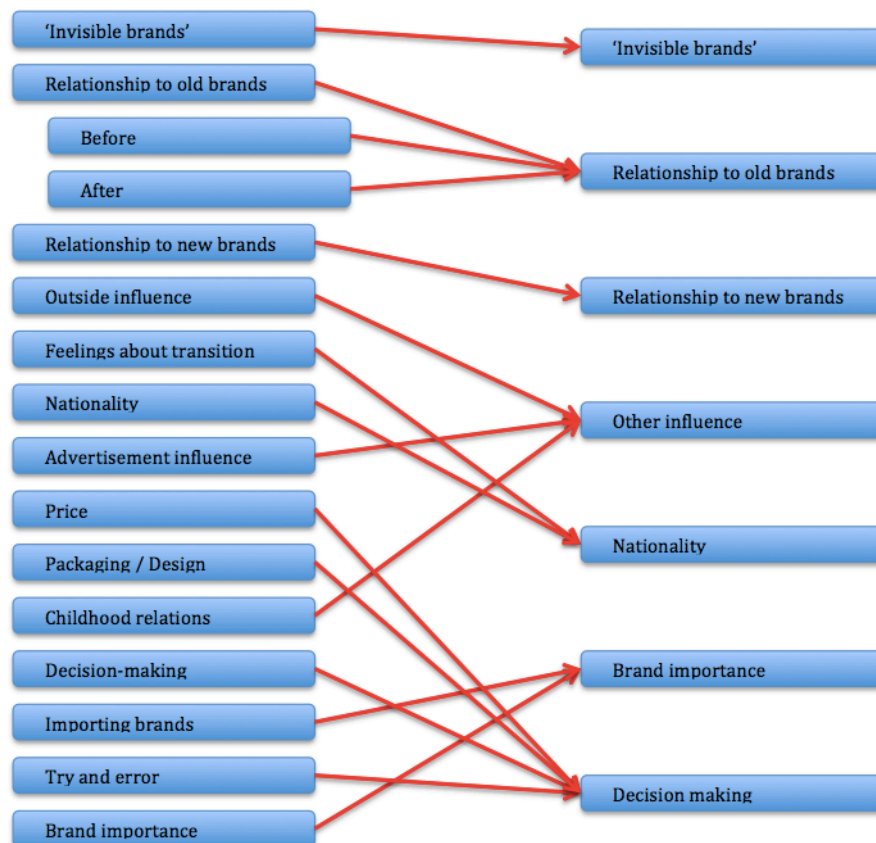 ‘Invisible brands’
Relationship to old brands
Before
After
Relationship to new brands
Outside influence
Feelings about transition
Nationality
Advertisement influence
Price
Packaging / Design
Childhood relations
Decision-making
Importing brands
Try and error
Brand importance
‘Invisible brands’
Relationship to old brands
Relationship to new brands
Other influence
Nationality
Brand importance
Decision making